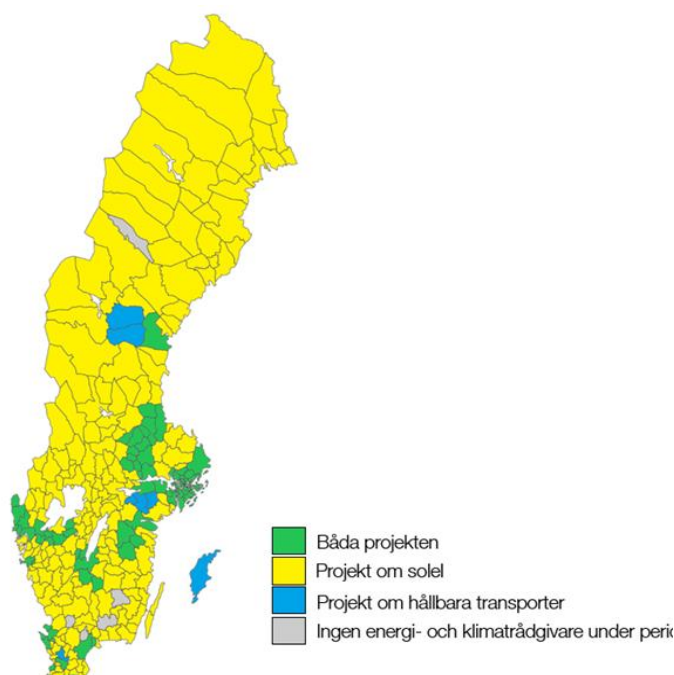 Båda projekten
Projekt om solel
Projekt om hållbara transporter
Ingen energi- och klimatrådgivare under perio